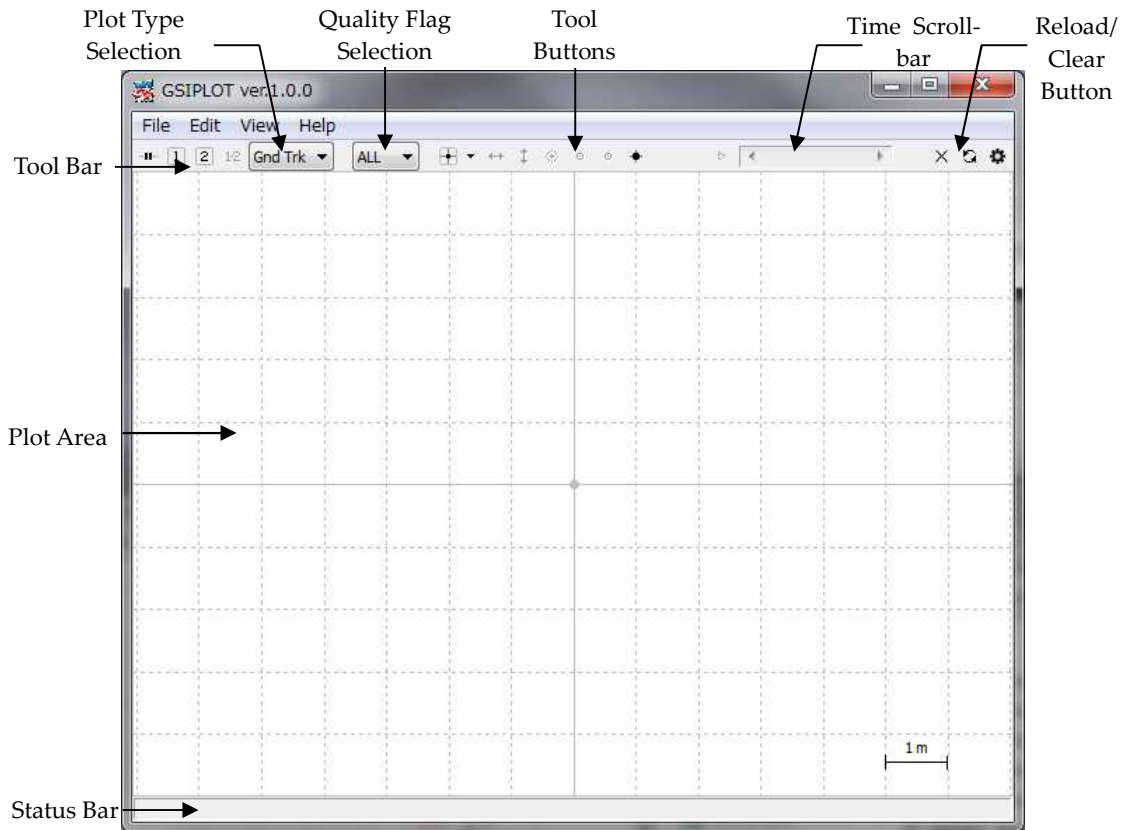 Plot Type
Selection
Quality Flag
Selection
Tool
Buttons
Time Scroll-
bar
Reload/
Clear
Button
GSIPLOT ver.1.0.0
File Edit View Help
Tool Bar
1 2 1-2 Gnd Trk ALL
Plot Area
1 m
Status Bar